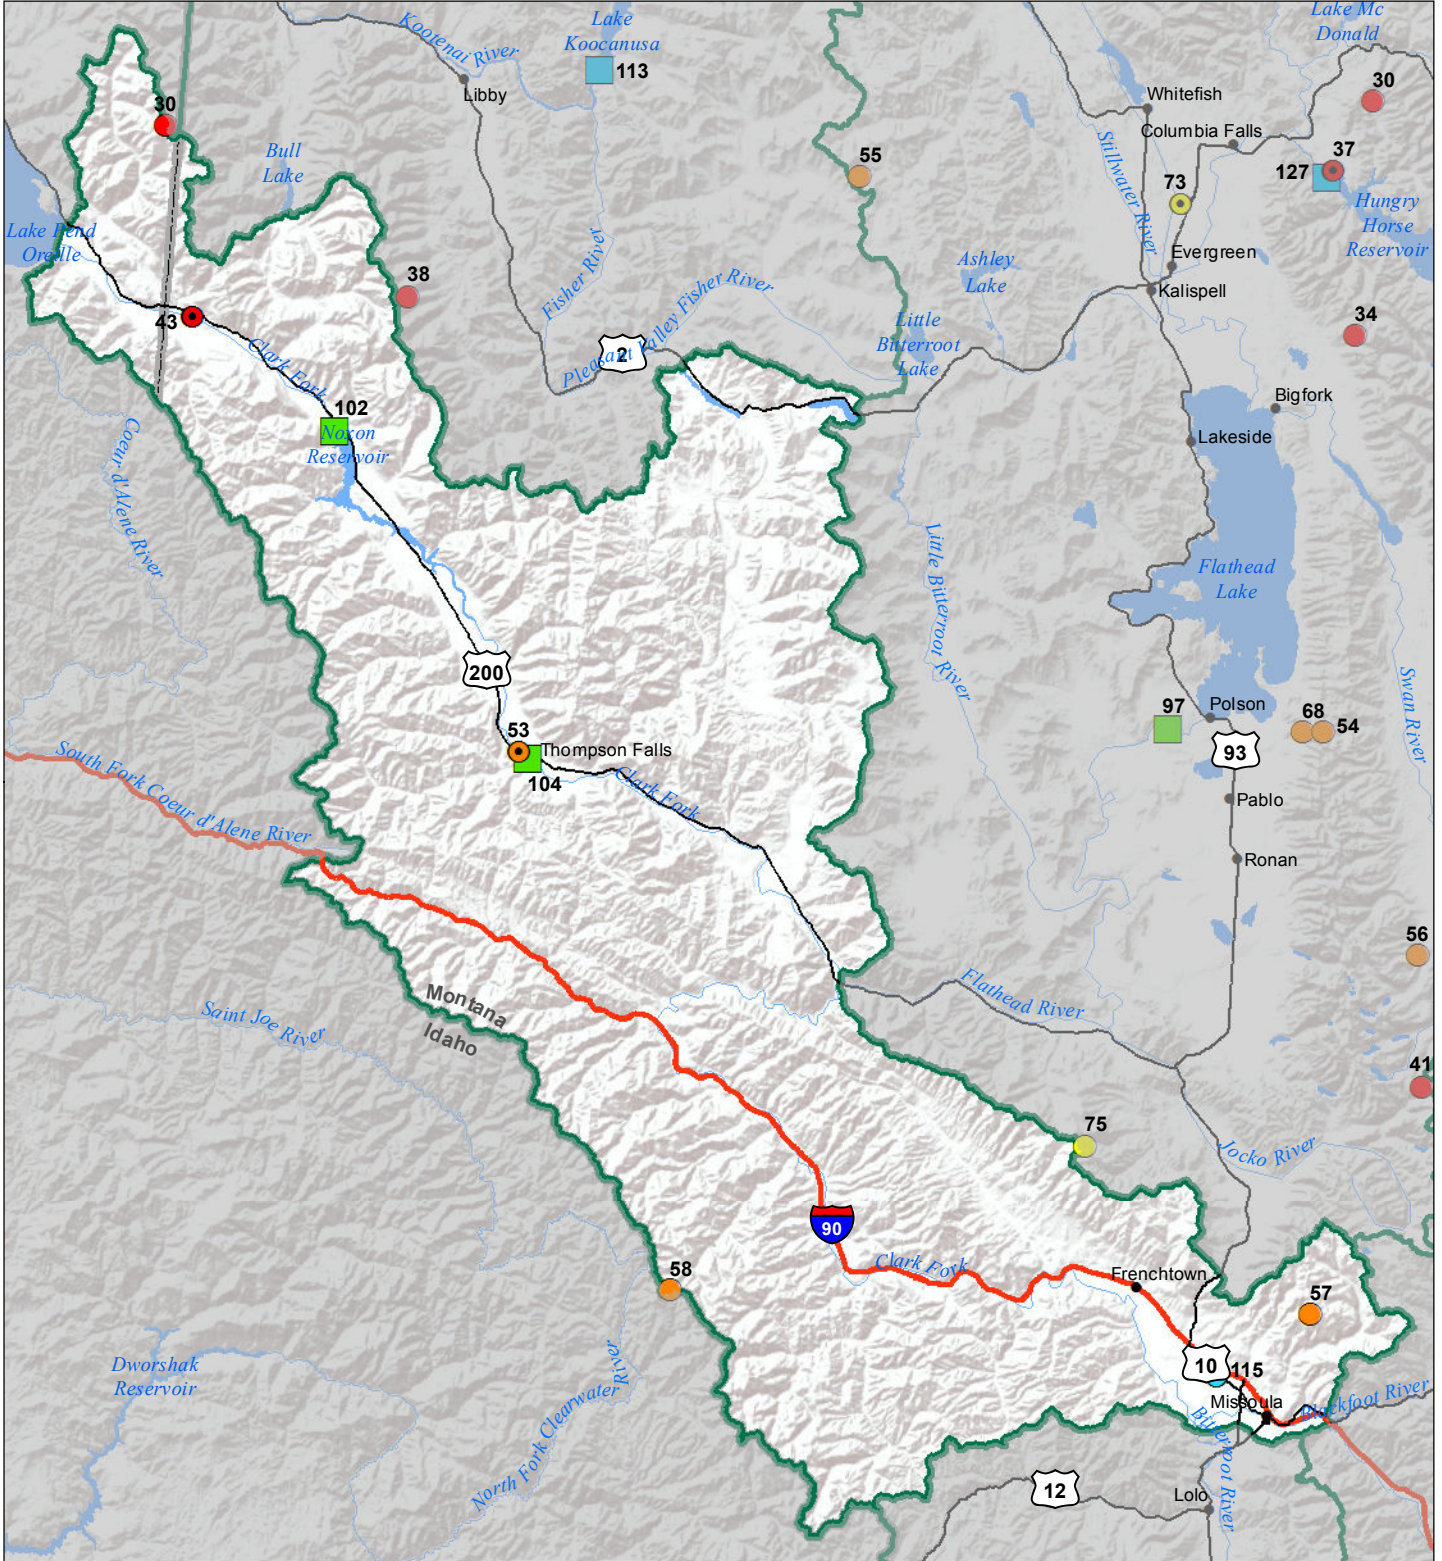 Lake Mc
Donald
Lake
Koocanusa
Kootenai River
113
Libby
30
30
Whitefish
Columbia Falls
Stillwater River
Bull
Lake
55
37
127
73
Hungry
Horse
Reservoir
Lake Pend
Oreille
Evergreen
Ashley
Lake
Kalispell
Fisher River
38
43
34
Little
Bitterroot
Lake
Pleasant Valley Fisher River
2
Clark Fork
Bigfork
102
Noxon
Reservoir
Lakeside
Coeur d'Alene River
Flathead
Lake
Little Bitterroot River
200
Swan River
97
Polson
68
54
53
Thompson Falls
104
93
South Fork Coeur d'Alene River
Clark Fork
Pablo
Ronan
56
Flathead River
Montana
Idaho
Saint Joe River
41
75
Jocko River
90
Clark Fork
58
Frenchtown
57
Dworshak
Reservoir
10
115
Missoula
Blackfoot River
Bitterroot River
North Fork Clearwater River
12
Lolo